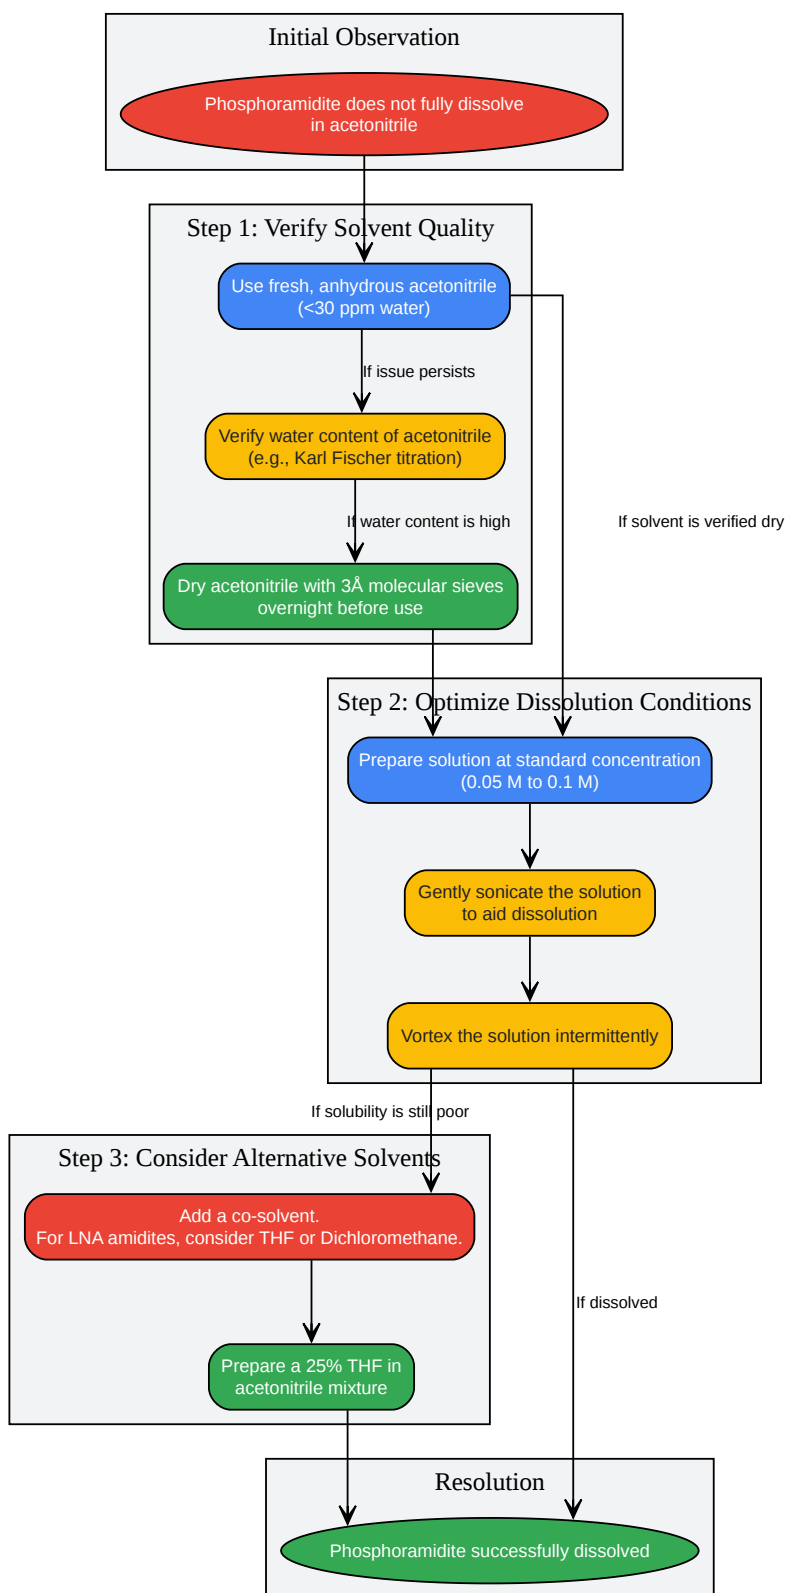 Initial Observation
Phosphoramidite does not fully dissolve
in acetonitrile
Step 1: Verify Solvent Quality
Use fresh, anhydrous acetonitrile
(<30 ppm water)
If issue persists
Verify water content of acetonitrile
(e.g., Karl Fischer titration)
If water content is high
If solvent is verified dry
Dry acetonitrile with 3Å molecular sieves
overnight before use
Step 2: Optimize Dissolution Conditions
Prepare solution at standard concentration
(0.05 M to 0.1 M)
Gently sonicate the solution
to aid dissolution
Vortex the solution intermittently
If solubility is still poor
Step 3: Consider Alternative Solvents
Add a co-solvent.
For LNA amidites, consider THF or Dichloromethane.
If dissolved
Prepare a 25% THF in
acetonitrile mixture
Resolution
Phosphoramidite successfully dissolved